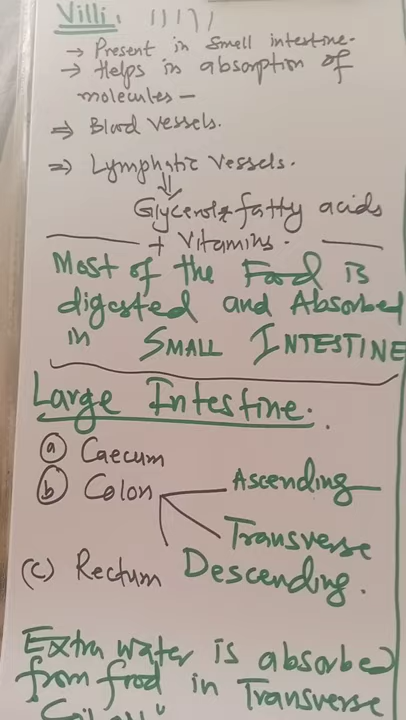 Villi.
→ Present in Small intestine.
→ Helps in absorption of
molecules —
⇒ Blood vessels.
⇒ Lymphatic vessels.
⇓
Glycerol + fatty acids
+ Vitamins.
Most of the Food is
digested and Absorbed
in SMALL INTESTINE
Large Intestine.
(a) Caecum
(b) Colon Ascending
Transverse
Descending.
(c) Rectum
Extra water is absorbed
from food in Transverse